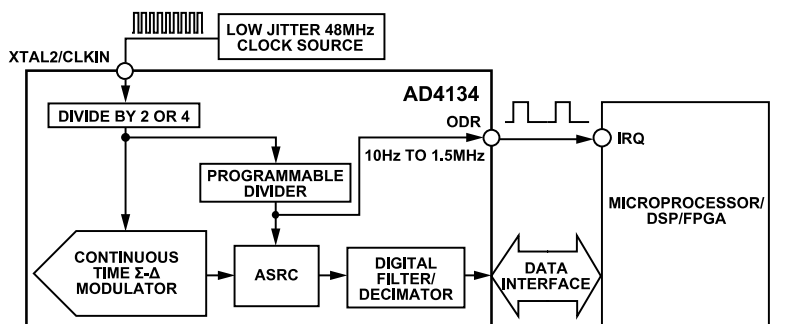 LOW JITTER 48MHz
CLOCK SOURCE
XTAL2/CLKIN
AD4134
DIVIDE BY 2 OR 4
ODR
10Hz TO 1.5MHz
IRQ
PROGRAMMABLE
DIVIDER
MICROPROCESSOR/
DSP/FPGA
CONTINUOUS
TIME Σ-Δ
MODULATOR
ASRC
DIGITAL
FILTER/
DECIMATOR
DATA
INTERFACE